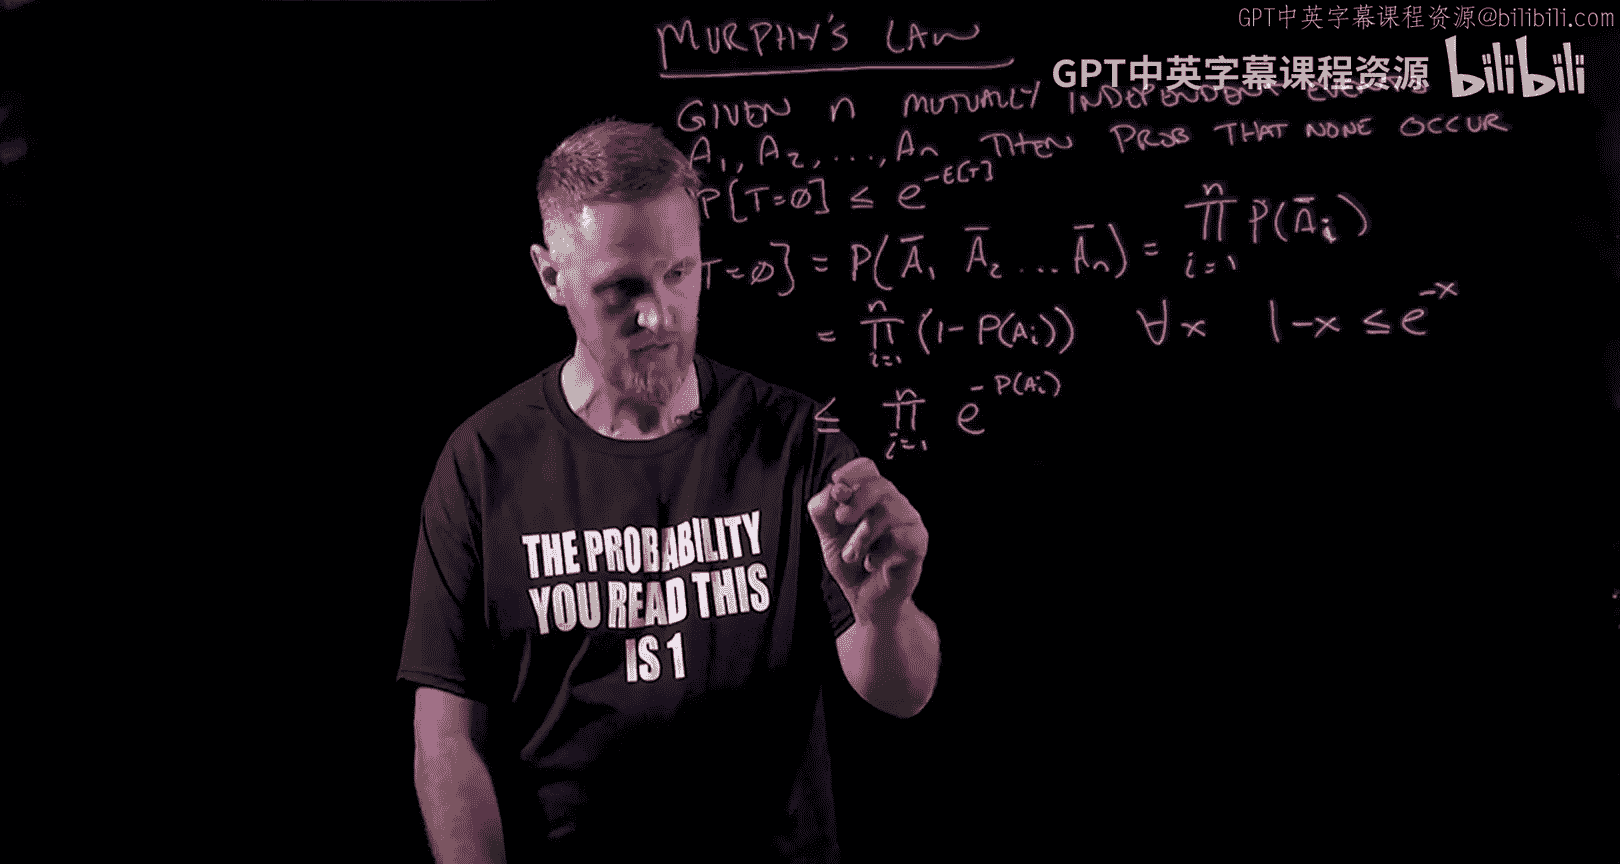 GPT中英字幕课程资源@bilibili.com
GPT中英字幕课程资源 bilibili
MURPHY'S LAW
GIVEN n MUTUALLY INDEPENDENT EVENTS
A₁, A₂, ..., Aₙ THEN PROB THAT NONE OCCUR
P[T=∅] ≤ e^{-E[T]}
T=∅] = P(Ā₁ Ā₂ ... Āₙ) = ∏_{i=1}^{n} P(Āᵢ)
= ∏_{i=1}^{n} (1-P(Aᵢ)) ∀x 1-x ≤ e^{-x}
≤ ∏_{i=1}^{n} e^{-P(Aᵢ)}
THE PROBABILITY
YOU READ THIS
IS 1